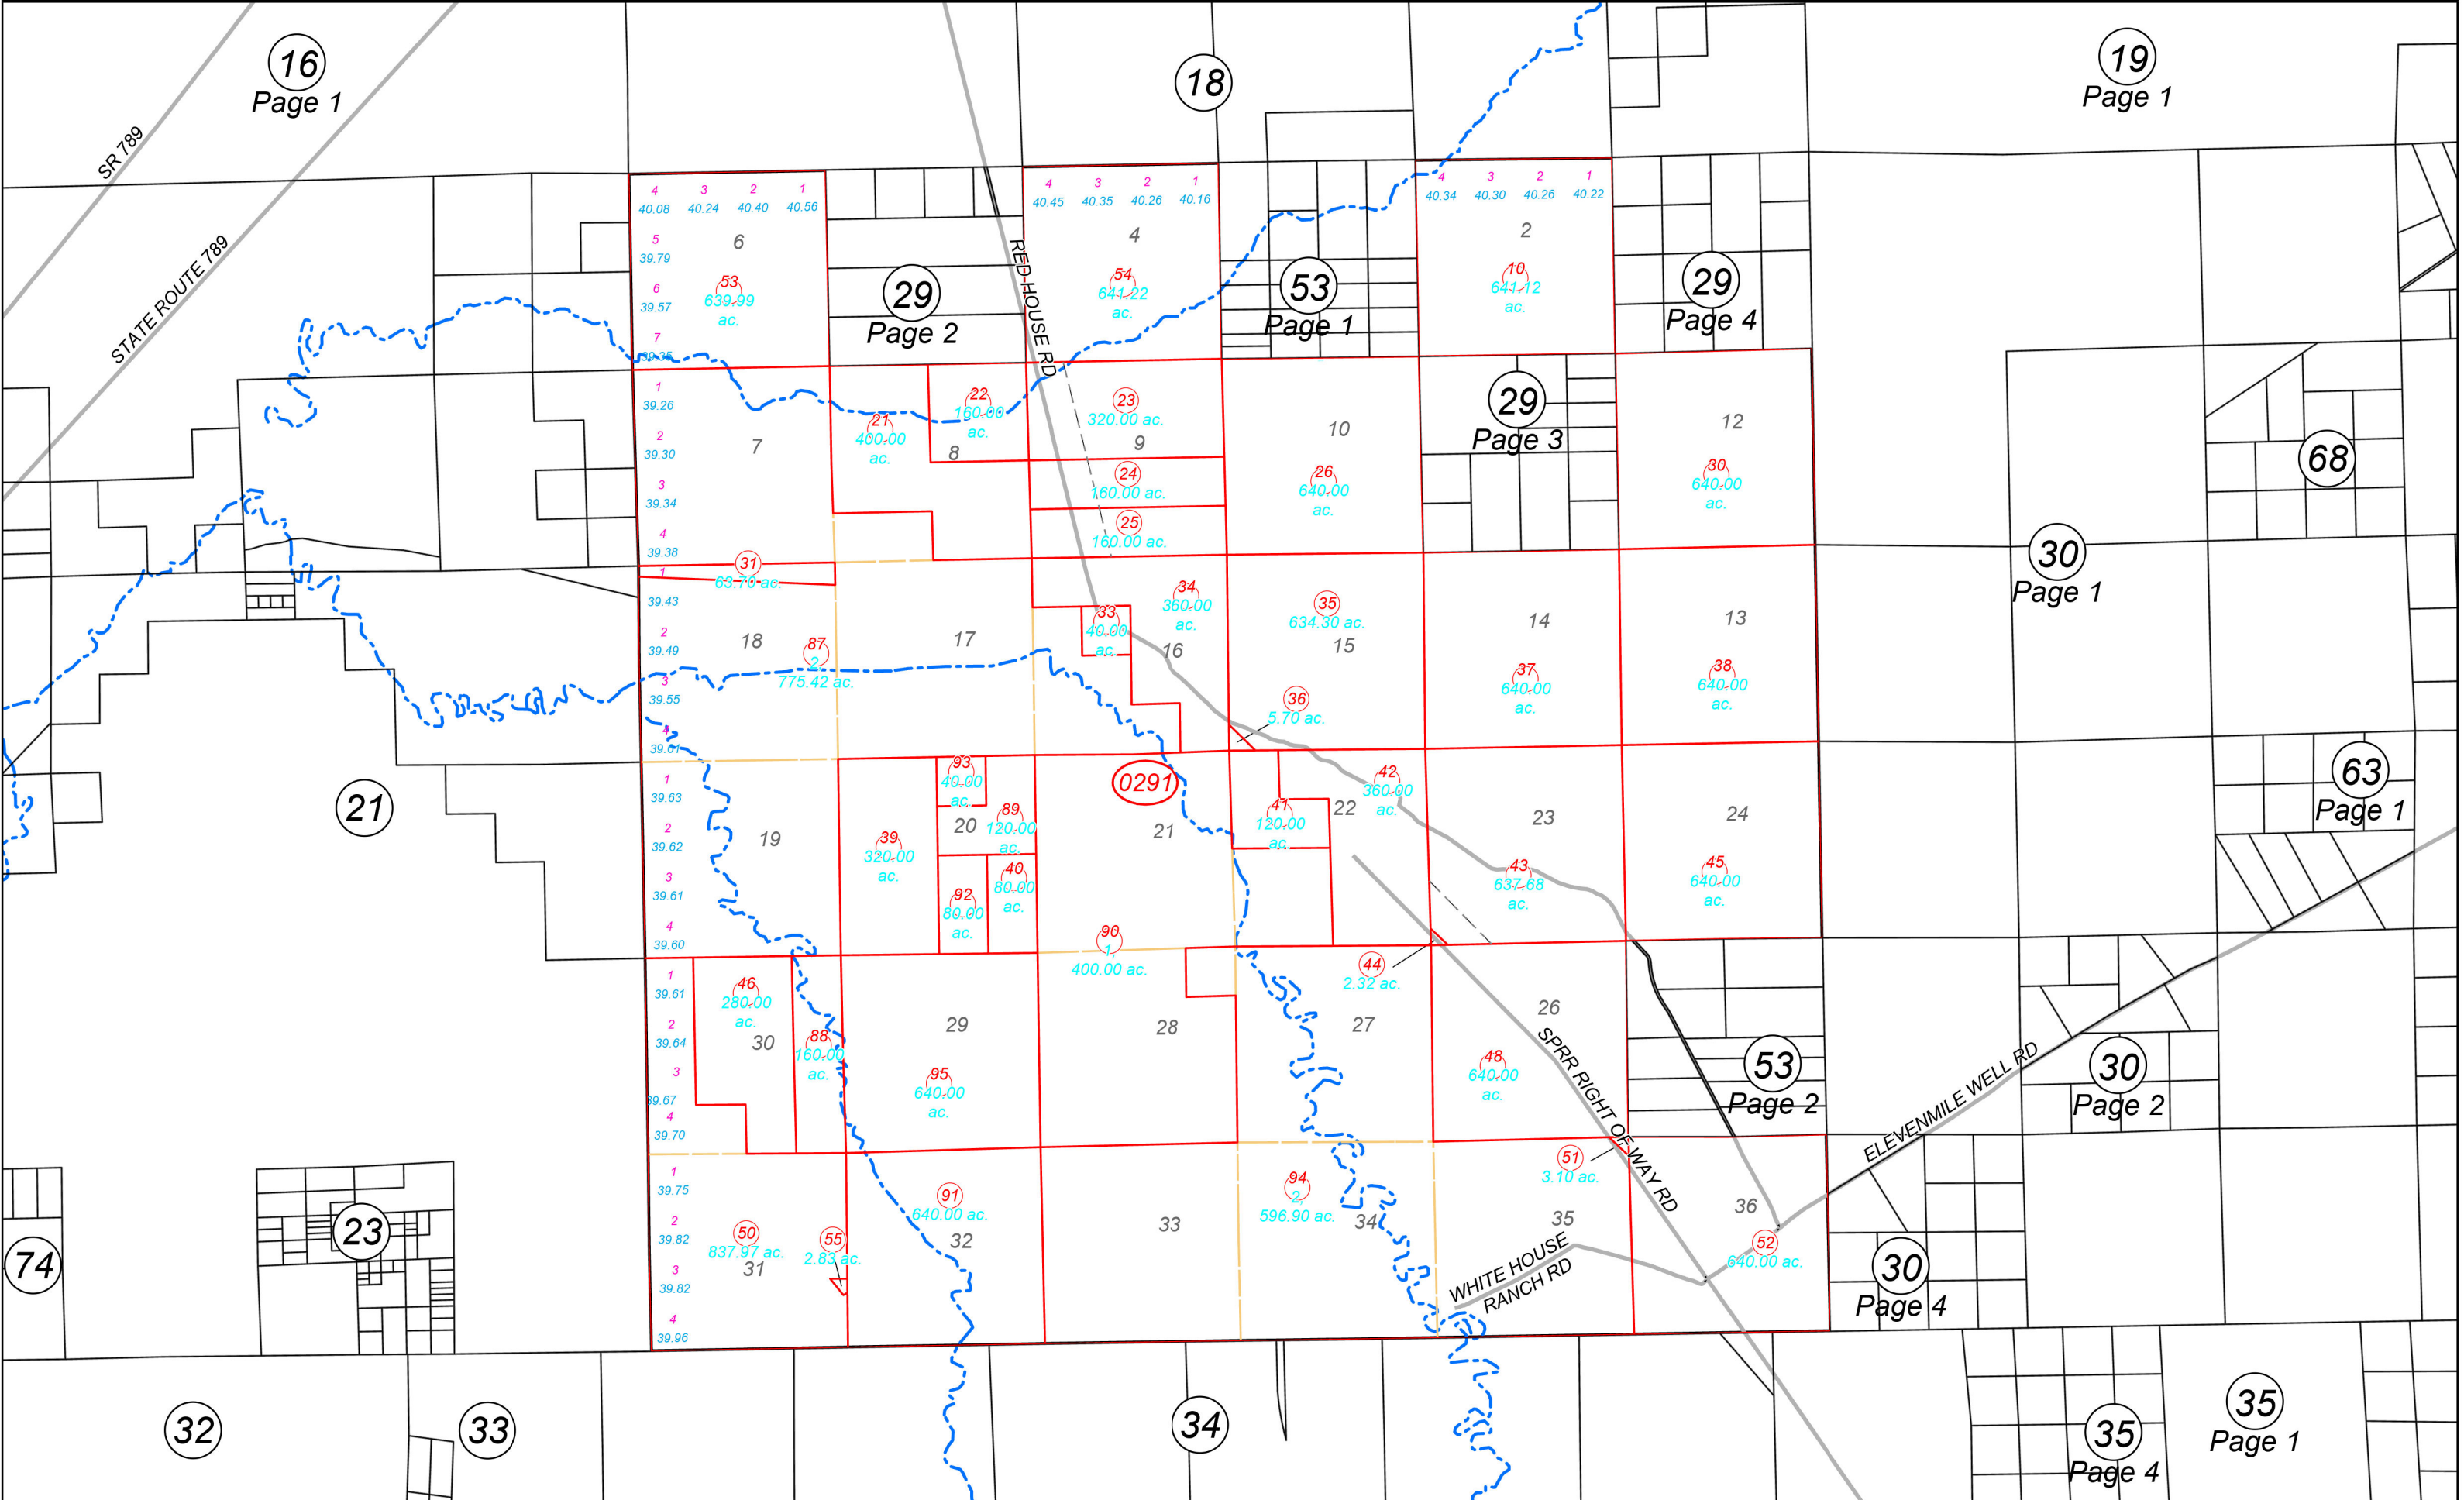 16
Page 1
18
19
Page 1
SR 789
STATE ROUTE 789
4 3 2 1
40.08 40.24 40.40 40.56
5
39.79
6
6
39.57
53
639.99
ac.
7
39.35
29
Page 2
RED HOUSE RD
4 3 2 1
40.45 40.35 40.26 40.16
4
54
641.22
ac.
53
Page 1
4 3 2 1
40.34 40.30 40.26 40.22
2
10
641.12
ac.
29
Page 4
1
39.26
2
39.30
3
39.34
4
39.38
7
21
400.00
ac.
22
160.00
ac.
8
23
320.00 ac.
9
24
160.00 ac.
25
160.00 ac.
10
26
640.00
ac.
29
Page 3
12
30
640.00
ac.
68
30
Page 1
31
63.70 ac.
1
39.43
2
39.49
3
39.55
4
39.61
18
87
2,
775.42 ac.
17
33
40.00
ac.
34
360.00
ac.
16
35
634.30 ac.
15
36
5.70 ac.
14
37
640.00
ac.
13
38
640.00
ac.
21
63
Page 1
1
39.63
2
39.62
3
39.61
4
39.60
19
39
320.00
ac.
93
40.00
ac.
20
89
120.00
ac.
40
80.00
ac.
92
80.00
ac.
0291
21
90
1,
400.00 ac.
41
120.00
ac.
22
42
360.00
ac.
23
43
637.68
ac.
24
45
640.00
ac.
1
39.61
2
39.64
3
39.67
4
39.70
46
280.00
ac.
30
88
160.00
ac.
29
95
640.00
ac.
28
27
44
2.32 ac.
26
48
640.00
ac.
SPRR RIGHT OF WAY RD
53
Page 2
ELEVENMILE WELL RD
30
Page 2
1
39.75
2
39.82
3
39.82
4
39.96
50
837.97 ac.
31
55
2.83 ac.
91
640.00 ac.
32
33
94
2,
596.90 ac.
34
51
3.10 ac.
35
WHITE HOUSE
RANCH RD
36
52
640.00 ac.
30
Page 4
74
23
32
33
34
35
Page 4
35
Page 1